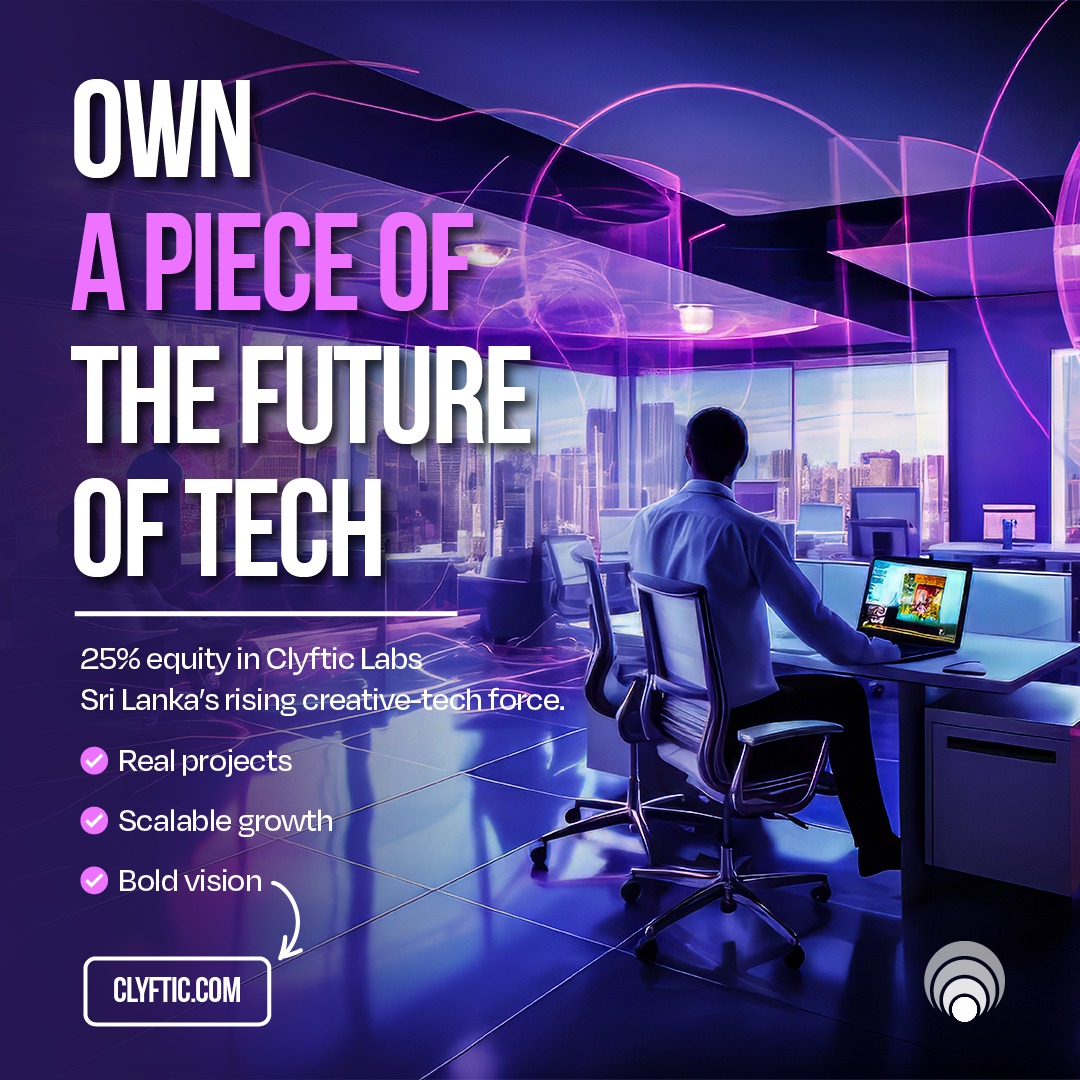 OWN
A PIECE OF
THE FUTURE
OF TECH
25% equity in Clyftic Labs
Sri Lanka's rising creative-tech force.
Real projects
Scalable growth
Bold vision
CLYFTIC.COM